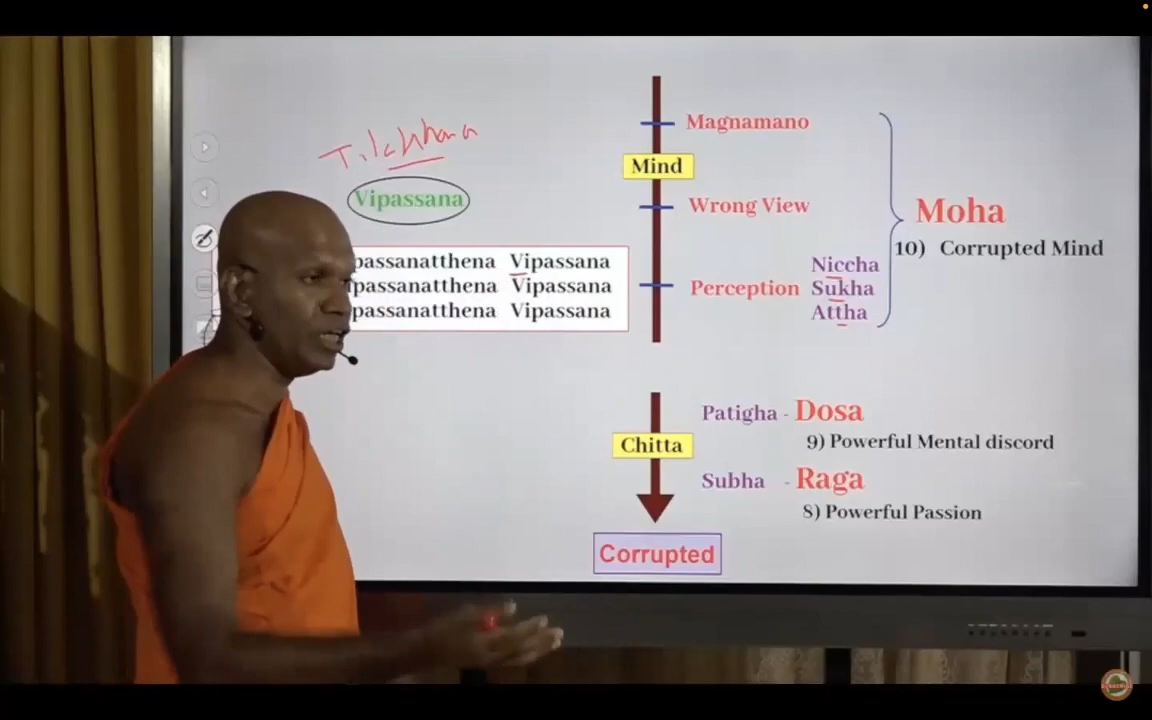 Tilakkhana
Vipassana
passanatthena Vipassana
passanatthena Vipassana
passanatthena Vipassana
Magnamano
Mind
Wrong View
Perception
Niccha
Sukha
Attha
Moha
10) Corrupted Mind
Patigha - Dosa
9) Powerful Mental discord
Chitta
Subha - Raga
8) Powerful Passion
Corrupted